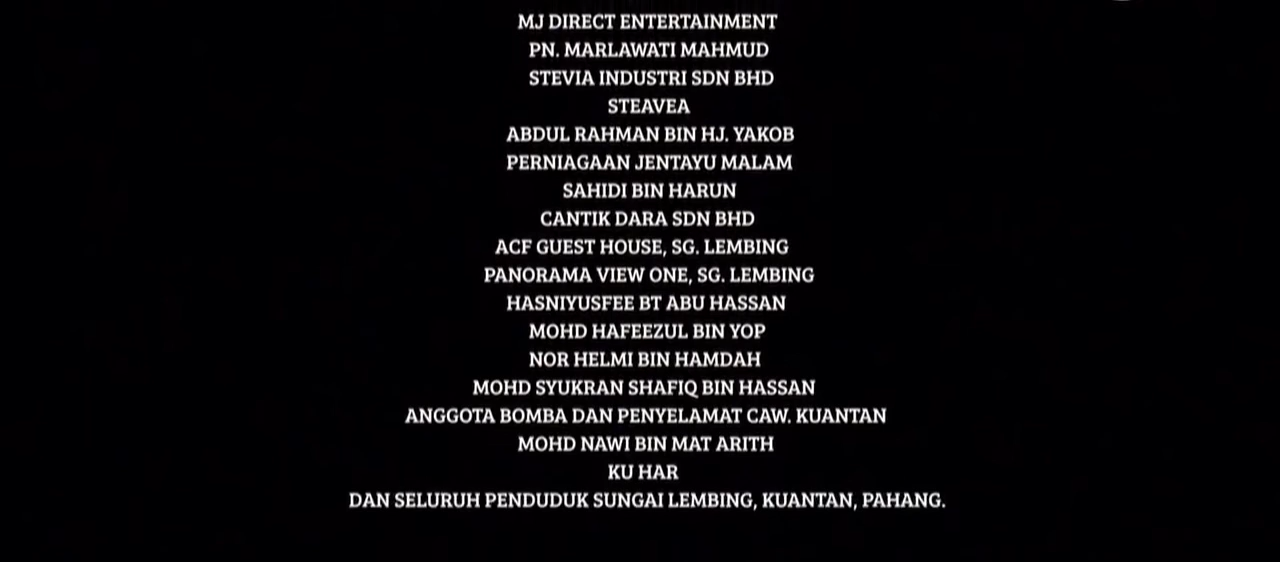 MJ DIRECT ENTERTAINMENT
PN. MARLAWATI MAHMUD
STEVIA INDUSTRI SDN BHD
STEAVEA
ABDUL RAHMAN BIN HJ. YAKOB
PERNIAGAAN JENTAYU MALAM
SAHIDI BIN HARUN
CANTIK DARA SDN BHD
ACF GUEST HOUSE, SG. LEMBING
PANORAMA VIEW ONE, SG. LEMBING
HASNIYUSFEE BT ABU HASSAN
MOHD HAFEEZUL BIN YOP
NOR HELMI BIN HAMDAH
MOHD SYUKRAN SHAFIQ BIN HASSAN
ANGGOTA BOMBA DAN PENYELAMAT CAW. KUANTAN
MOHD NAWI BIN MAT ARITH
KU HAR
DAN SELURUH PENDUDUK SUNGAI LEMBING, KUANTAN, PAHANG.